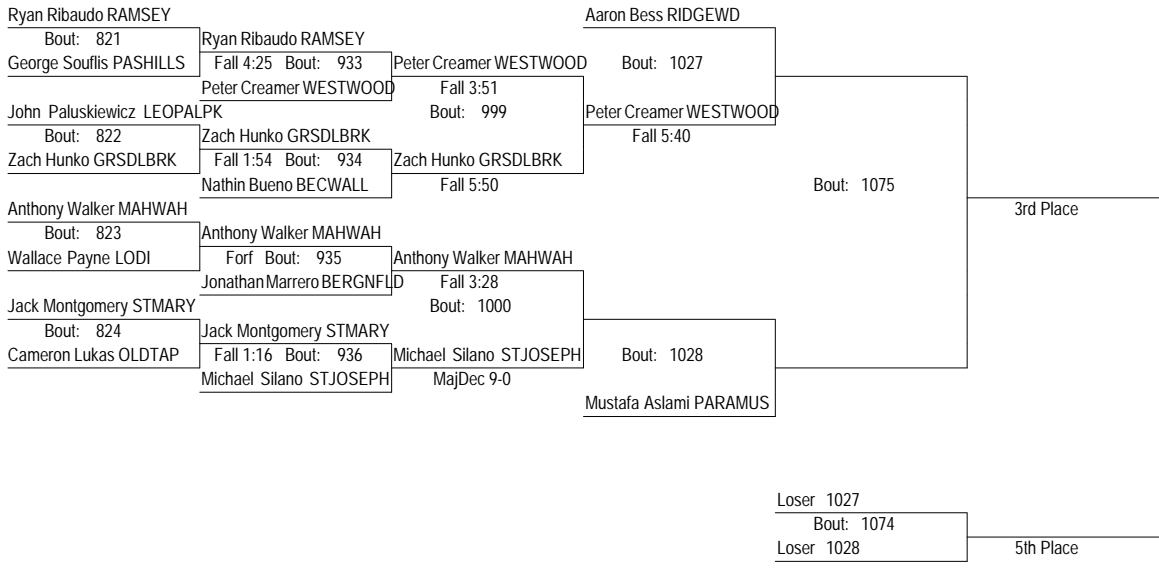 Ryan Ribaudo RAMSEY
Bout: 821
George Souflis PASHILLS
John Paluskiewicz LEOPALPK
Bout: 822
Zach Hunko GRSDLBRK
Anthony Walker MAHWAH
Bout: 823
Wallace Payne LODI
Jack Montgomery STMARY
Bout: 824
Cameron Lukas OLDTAP
Ryan Ribaudo RAMSEY
Fall 4:25 Bout: 933
Peter Creamer WESTWOOD
Zach Hunko GRSDLBRK
Fall 1:54 Bout: 934
Nathin Bueno BECWALL
Anthony Walker MAHWAH
Forf Bout: 935
Jonathan Marrero BERGNFLD
Jack Montgomery STMARY
Fall 1:16 Bout: 936
Michael Silano STJOSEPH
Peter Creamer WESTWOOD
Fall 3:51
Bout: 999
Zach Hunko GRSDLBRK
Fall 5:50
Anthony Walker MAHWAH
Fall 3:28
Bout: 1000
Michael Silano STJOSEPH
MajDec 9-0
Aaron Bess RIDGEWD
Bout: 1027
Peter Creamer WESTWOOD
Fall 5:40
Bout: 1028
Mustafa Aslami PARAMUS
Bout: 1075
3rd Place
Loser 1027
Bout: 1074
Loser 1028
5th Place